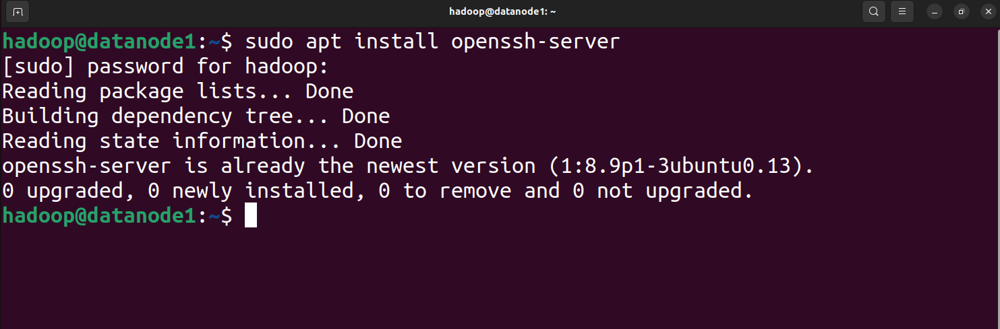 hadoop@datanode1: ~
hadoop@datanode1:~$ sudo apt install openssh-server
[sudo] password for hadoop:
Reading package lists... Done
Building dependency tree... Done
Reading state information... Done
openssh-server is already the newest version (1:8.9p1-3ubuntu0.13).
0 upgraded, 0 newly installed, 0 to remove and 0 not upgraded.
hadoop@datanode1:~$